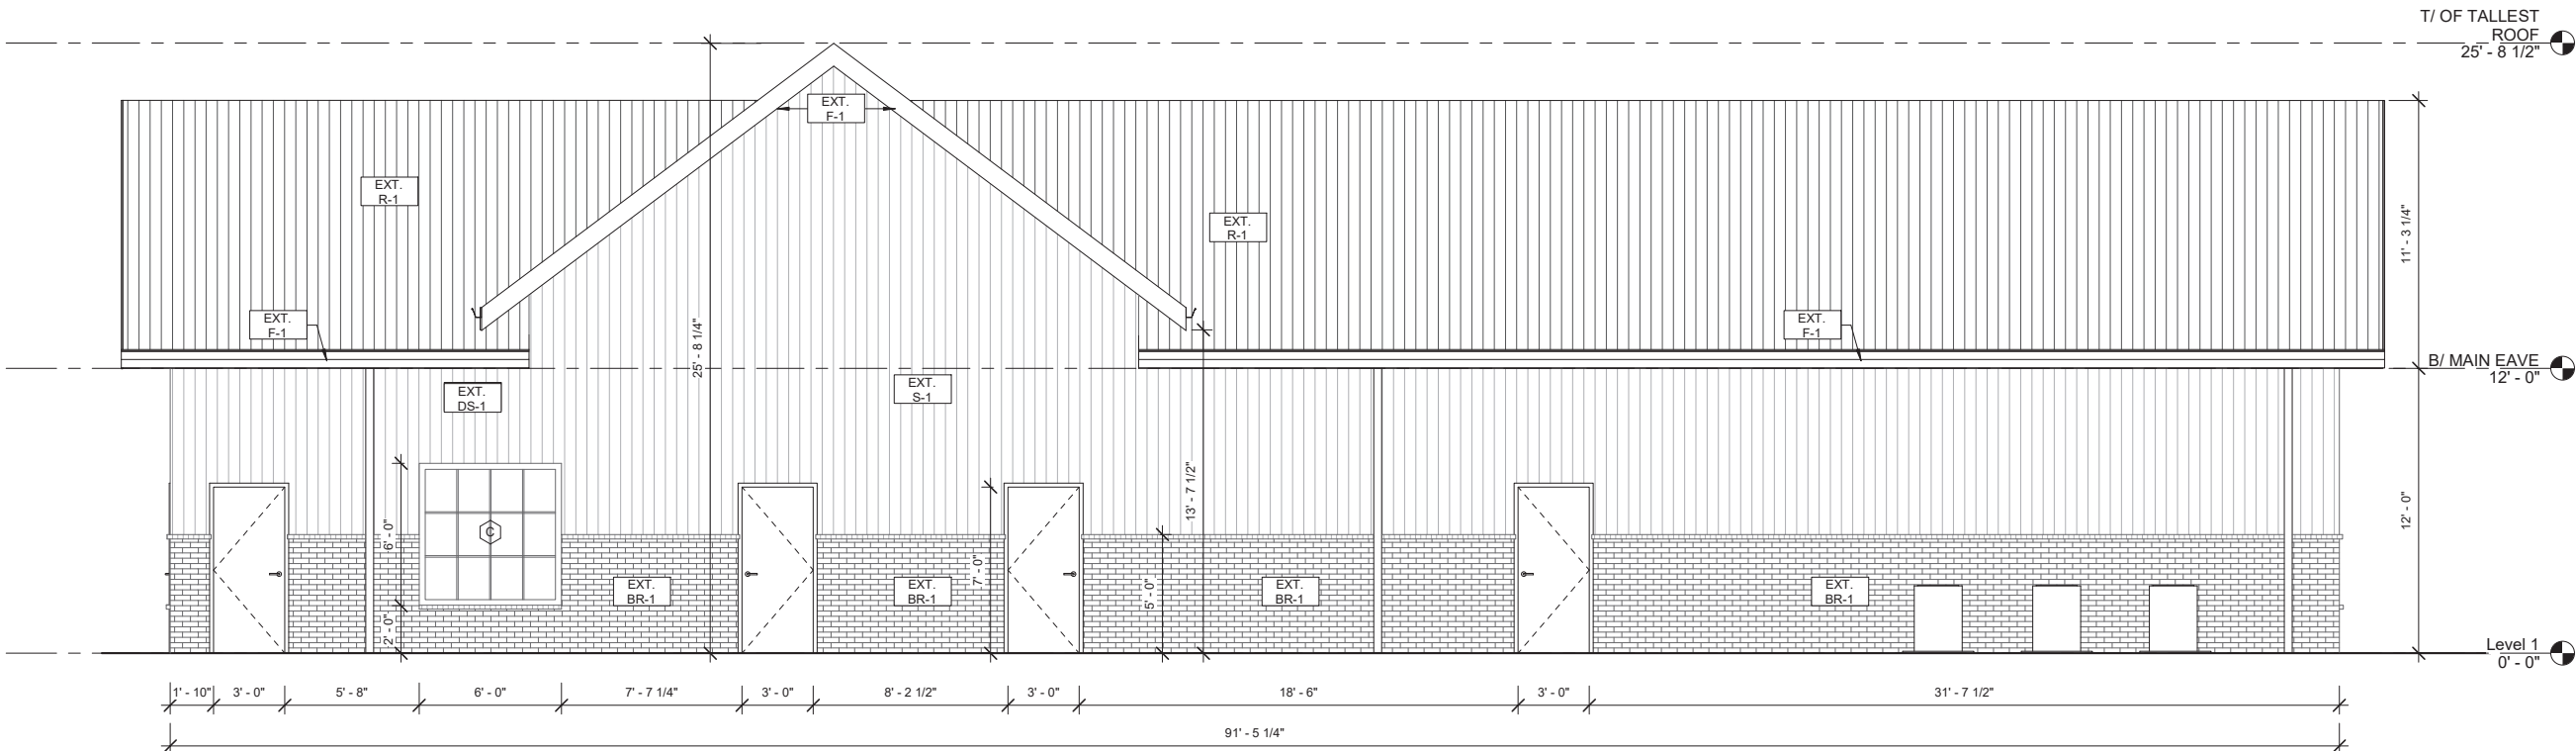 T/ OF TALLEST
ROOF
25' - 8 1/2"
EXT.
F-1
EXT.
R-1
EXT.
R-1
11' - 3 1/4"
EXT.
F-1
EXT.
F-1
25' - 8 1/4"
B/ MAIN EAVE
12' - 0"
EXT.
DS-1
EXT.
S-1
13' - 7 1/2"
12' - 0"
6' - 0"
C
7' - 0"
5' - 0"
EXT.
BR-1
EXT.
BR-1
EXT.
BR-1
EXT.
BR-1
2' - 0"
Level 1
0' - 0"
1' - 10"
3' - 0"
5' - 8"
6' - 0"
7' - 7 1/4"
3' - 0"
8' - 2 1/2"
3' - 0"
18' - 6"
3' - 0"
31' - 7 1/2"
91' - 5 1/4"